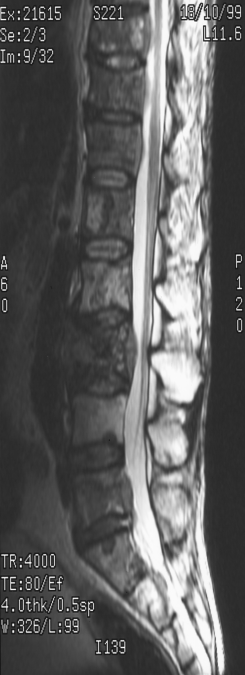 Ex:21615 S221 18/10/99
Se:2/3 L11.6
Im:9/32
A P
6 1
0 2
0
TR:4000
TE:80/Ef
4.0thk/0.5sp
W:326/L:99
I139